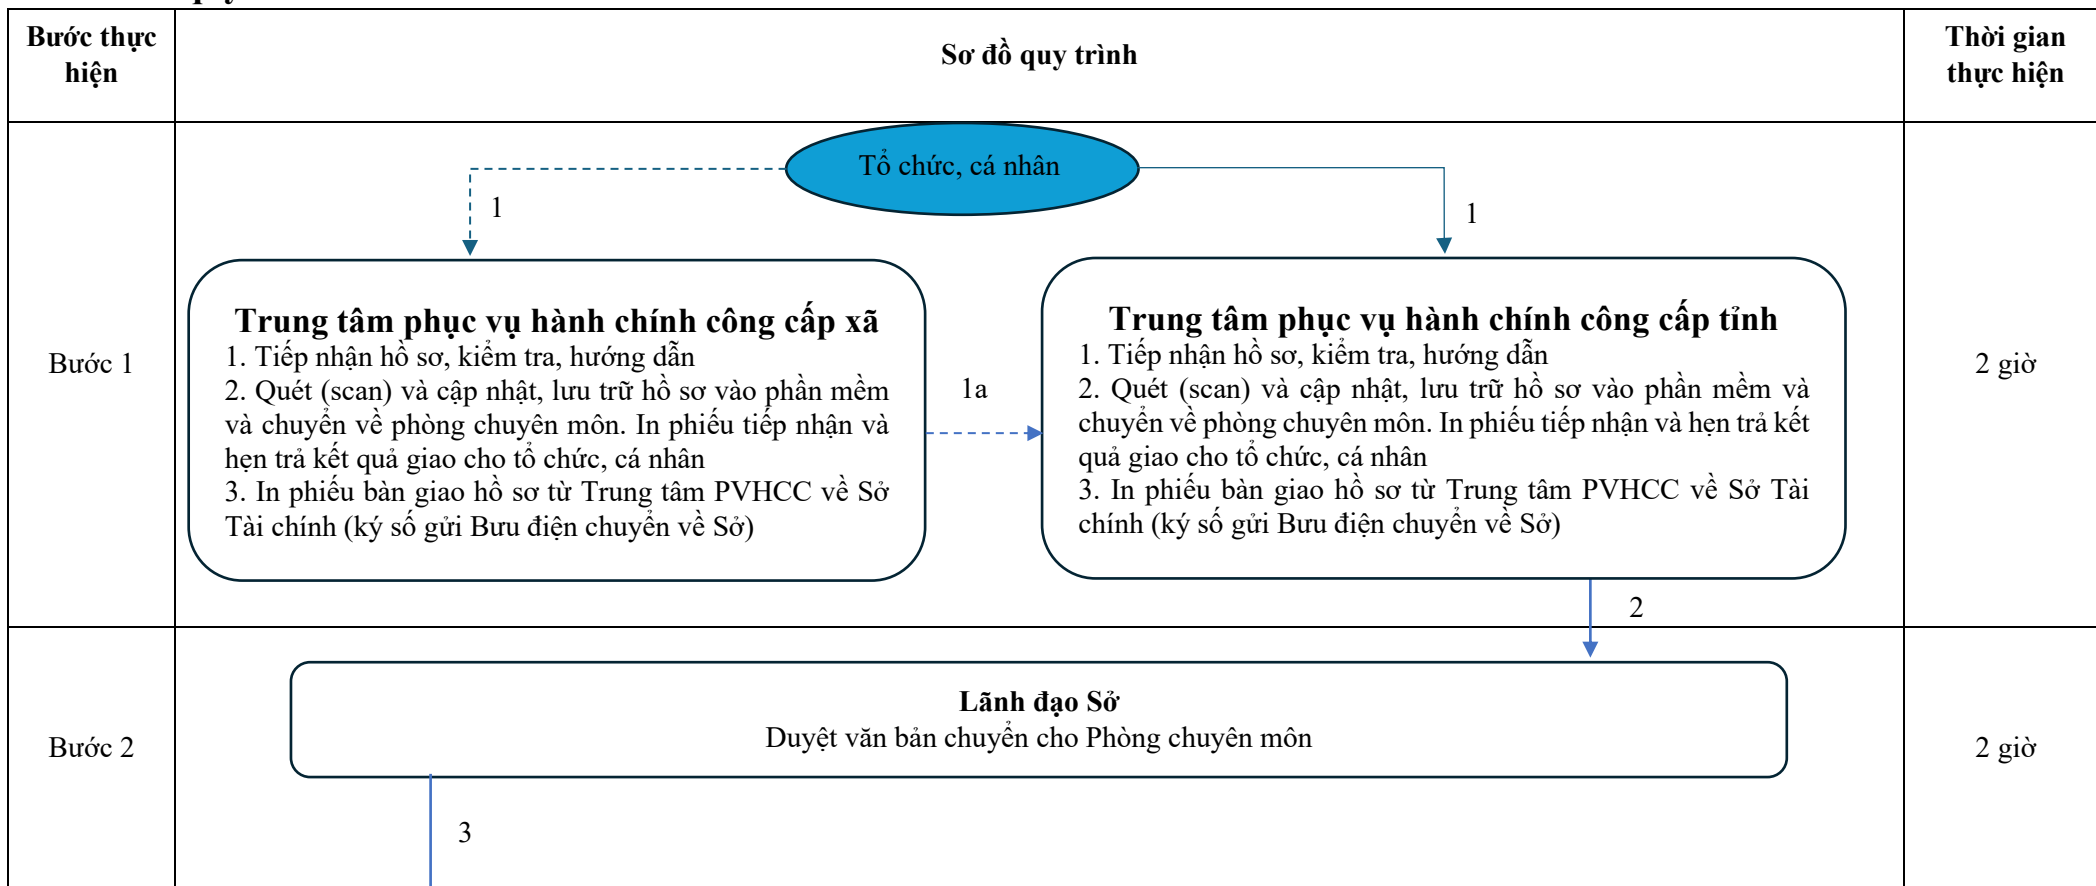 Bước thực
hiện
Sơ đồ quy trình
Thời gian
thực hiện
Bước 1
Tổ chức, cá nhân
1
1
Trung tâm phục vụ hành chính công cấp xã
1. Tiếp nhận hồ sơ, kiểm tra, hướng dẫn
2. Quét (scan) và cập nhật, lưu trữ hồ sơ vào phần mềm
và chuyển về phòng chuyên môn. In phiếu tiếp nhận và
hẹn trả kết quả giao cho tổ chức, cá nhân
3. In phiếu bàn giao hồ sơ từ Trung tâm PVHCC về Sở
Tài chính (ký số gửi Bưu điện chuyển về Sở)
1a
Trung tâm phục vụ hành chính công cấp tỉnh
1. Tiếp nhận hồ sơ, kiểm tra, hướng dẫn
2. Quét (scan) và cập nhật, lưu trữ hồ sơ vào phần mềm và
chuyển về phòng chuyên môn. In phiếu tiếp nhận và hẹn trả kết
quả giao cho tổ chức, cá nhân
3. In phiếu bàn giao hồ sơ từ Trung tâm PVHCC về Sở Tài
chính (ký số gửi Bưu điện chuyển về Sở)
2 giờ
2
Bước 2
Lãnh đạo Sở
Duyệt văn bản chuyển cho Phòng chuyên môn
2 giờ
3